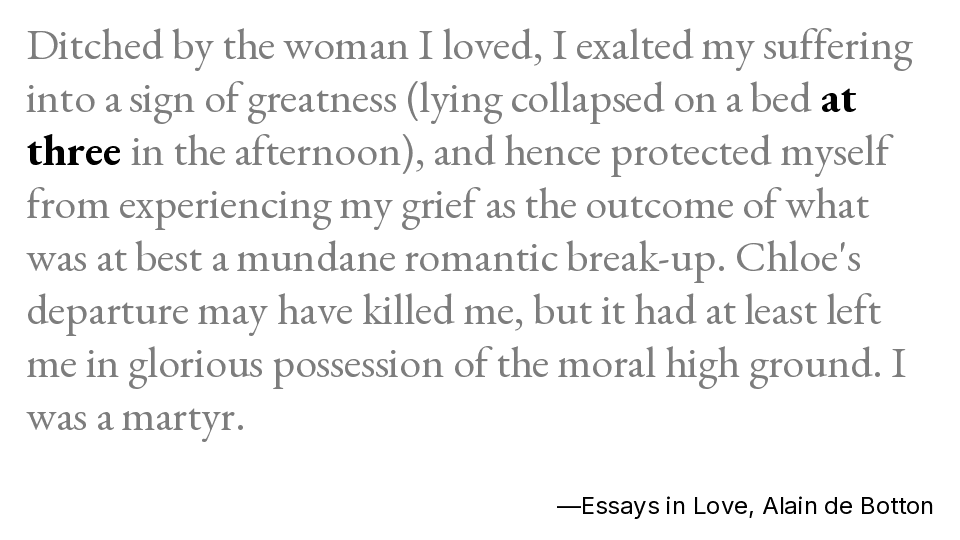 Ditched by the woman I loved, I exalted my suffering
into a sign of greatness (lying collapsed on a bed at
three in the afternoon), and hence protected myself
from experiencing my grief as the outcome of what
was at best a mundane romantic break-up. Chloe's
departure may have killed me, but it had at least left
me in glorious possession of the moral high ground. I
was a martyr.
—Essays in Love, Alain de Botton